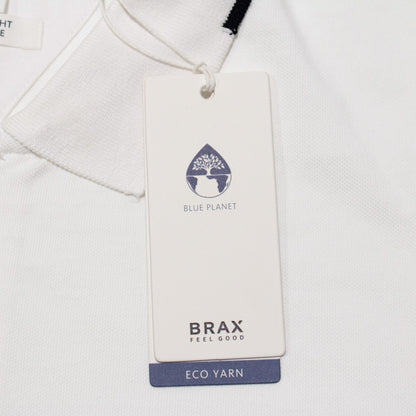 BLUE PLANET
BRAX
FEEL GOOD
ECO YARN